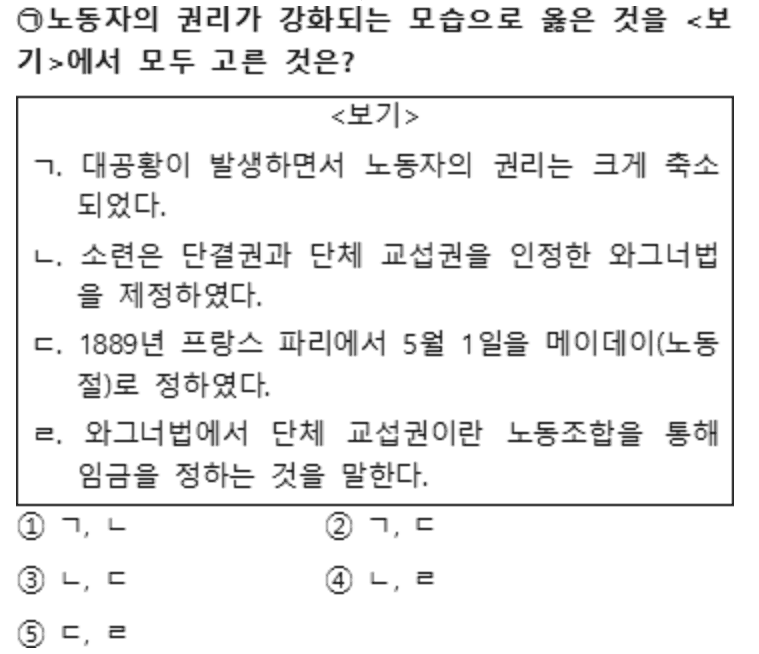 ㉠노동자의 권리가 강화되는 모습으로 옳은 것을 <보
기>에서 모두 고른 것은?
<보기>
ㄱ. 대공황이 발생하면서 노동자의 권리는 크게 축소
되었다.
ㄴ. 소련은 단결권과 단체 교섭권을 인정한 와그너법
을 제정하였다.
ㄷ. 1889년 프랑스 파리에서 5월 1일을 메이데이(노동
절)로 정하였다.
ㄹ. 와그너법에서 단체 교섭권이란 노동조합을 통해
임금을 정하는 것을 말한다.
① ㄱ, ㄴ ② ㄱ, ㄷ
③ ㄴ, ㄷ ④ ㄴ, ㄹ
⑤ ㄷ, ㄹ